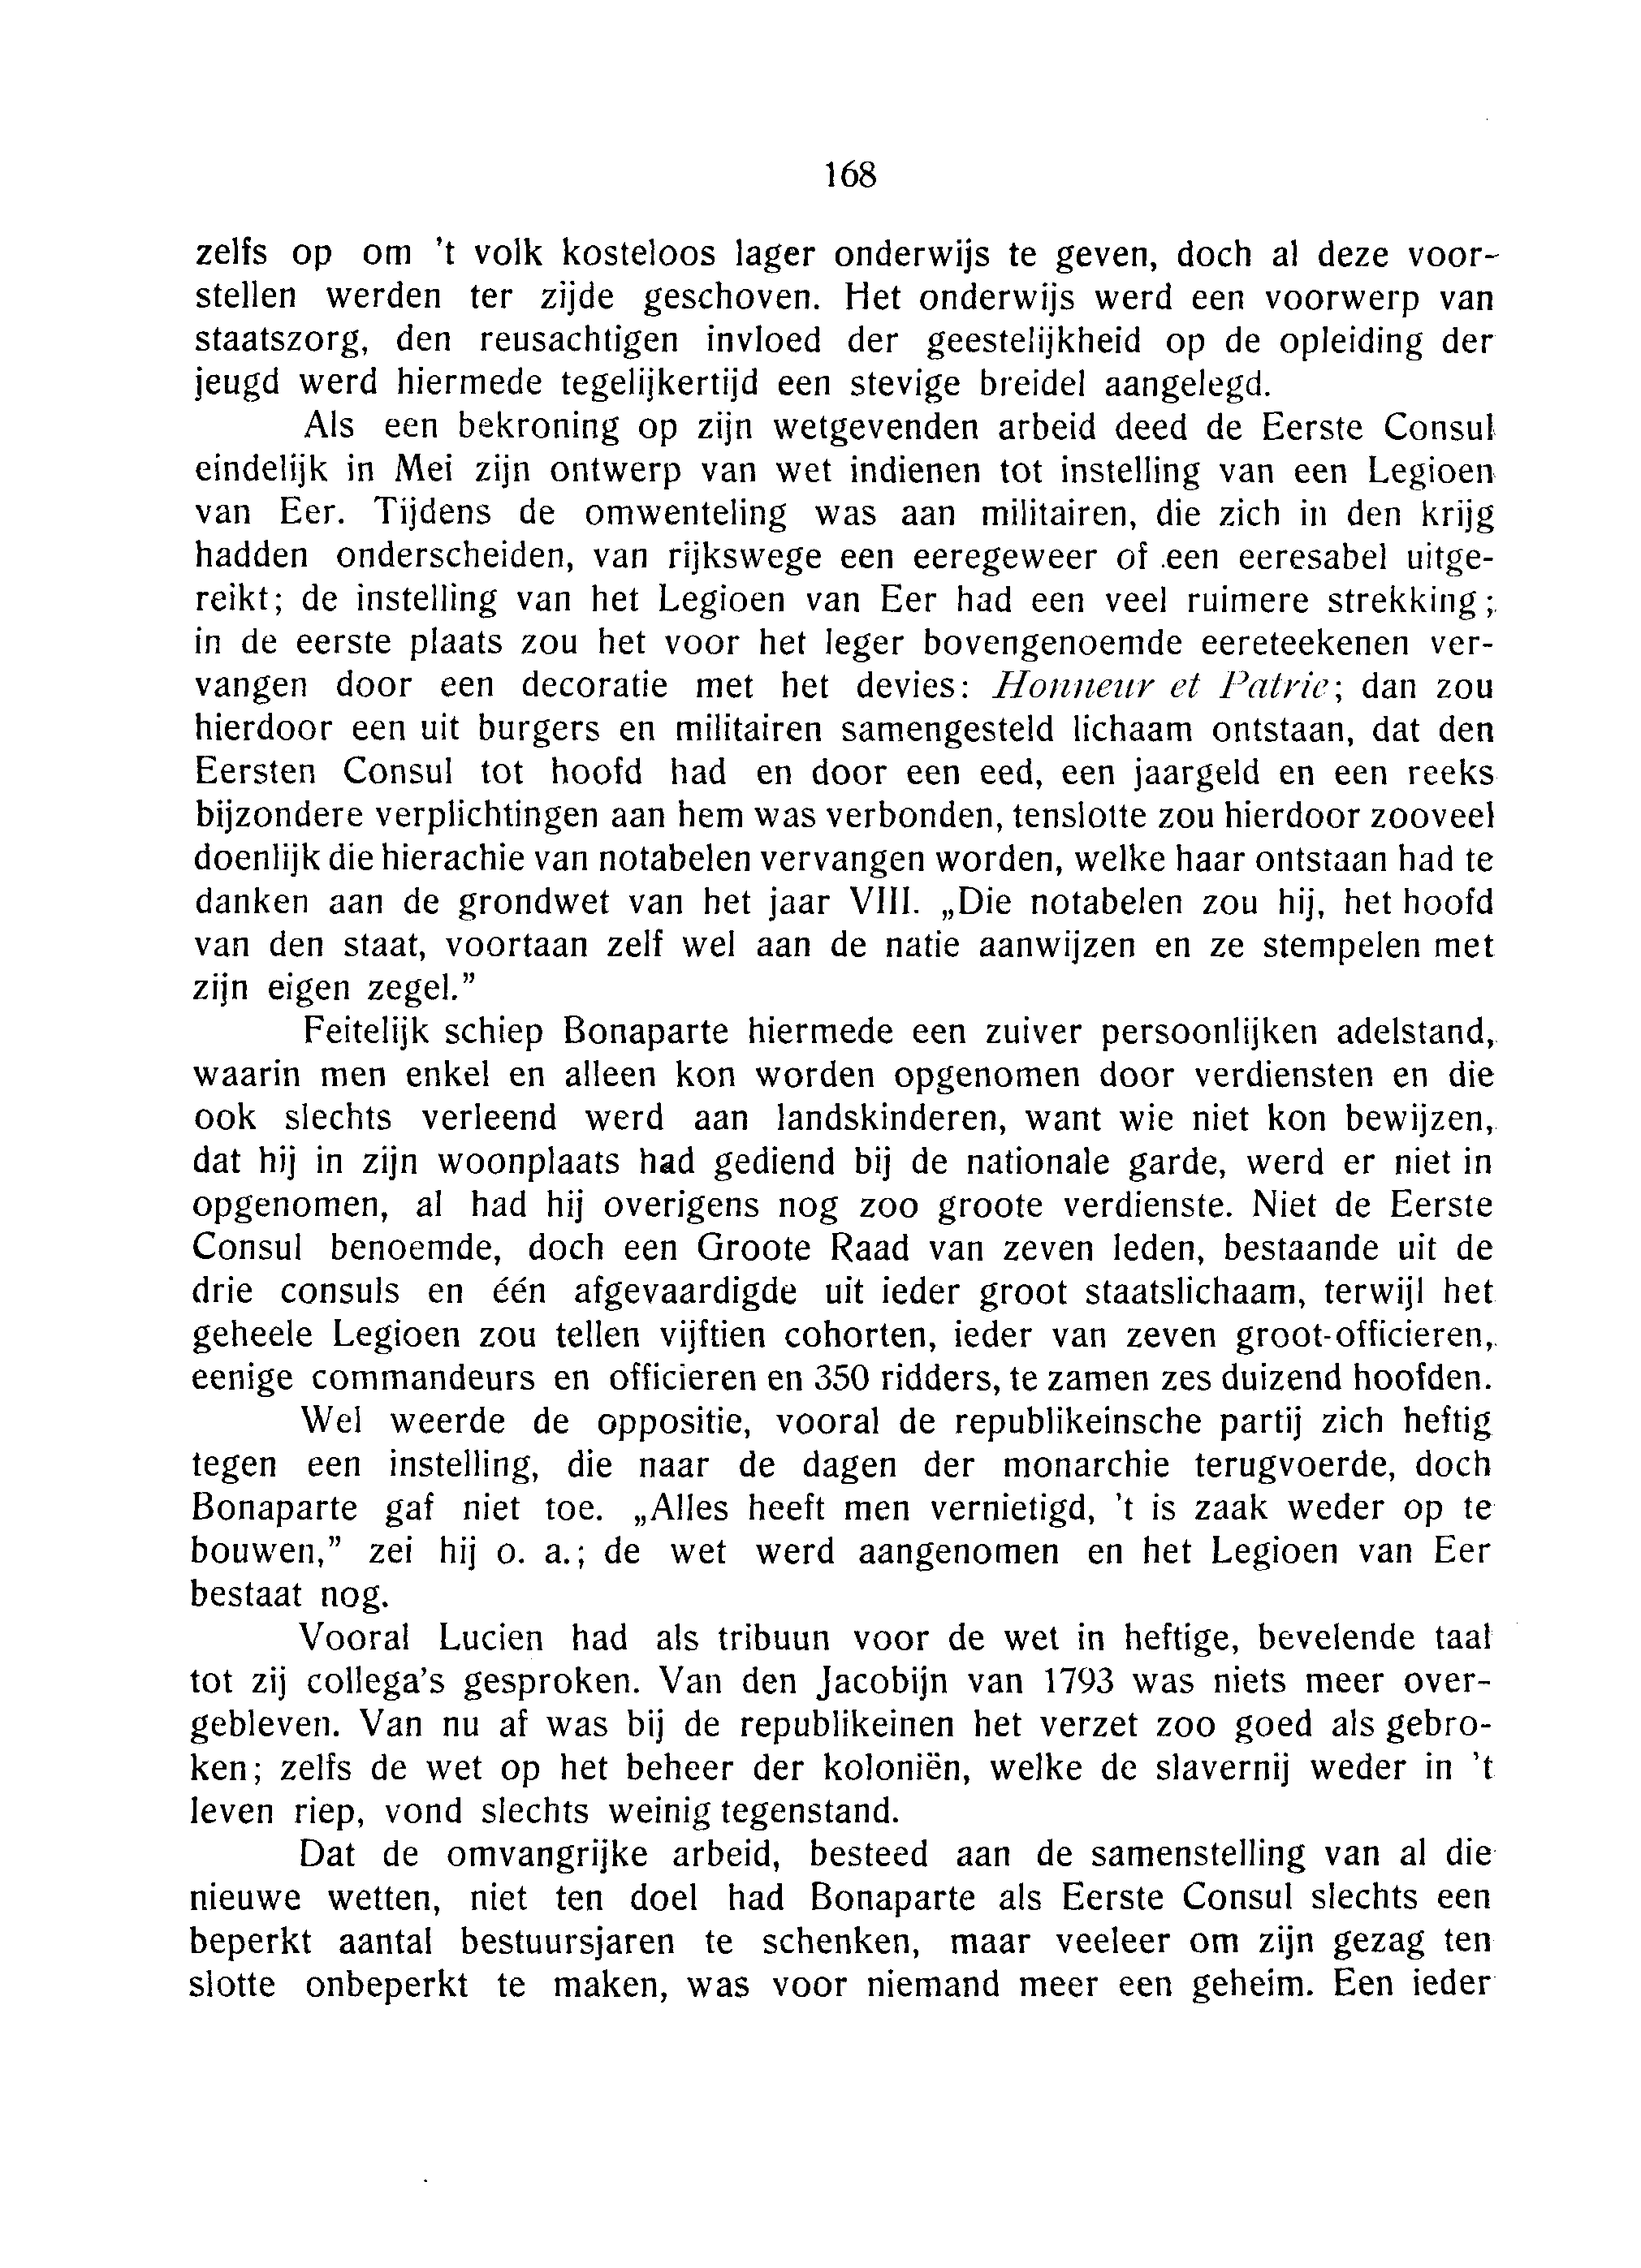 168
zelfs op om 't volk kosteloos lager onderwijs te geven, doch al deze voor-
stellen werden ter zijde geschoven. Het onderwijs werd een voorwerp van
staatszorg, den reusachtigen invloed der geestelijkheid op de opleiding der
jeugd werd hiermede tegelijkertijd een stevige breidel aangelegd.
Als een bekroning op zijn wetgevenden arbeid deed de Eerste Consul
eindelijk in Mei zijn ontwerp van wet indienen tot instelling van een Legioen
van Eer. Tijdens de omwenteling was aan militairen, die zich in den krijg
hadden onderscheiden, van rijkswege een eeregeweer of een eeresabel uitge-
reikt; de instelling van het Legioen van Eer had een veel ruimere strekking;
in de eerste plaats zou het voor het leger bovengenoemde eereteekenen ver-
vangen door een decoratie met het devies: Honneur et Patrie; dan zou
hierdoor een uit burgers en militairen samengesteld lichaam ontstaan, dat den
Eersten Consul tot hoofd had en door een eed, een jaargeld en een reeks
bijzondere verplichtingen aan hem was verbonden, tenslotte zou hierdoor zooveel
doenlijk die hierachie van notabelen vervangen worden, welke haar ontstaan had te
danken aan de grondwet van het jaar VIII. „Die notabelen zou hij, het hoofd
van den staat, voortaan zelf wel aan de natie aanwijzen en ze stempelen met
zijn eigen zegel.”
Feitelijk schiep Bonaparte hiermede een zuiver persoonlijken adelstand,
waarin men enkel en alleen kon worden opgenomen door verdiensten en die
ook slechts verleend werd aan landskinderen, want wie niet kon bewijzen,
dat hij in zijn woonplaats had gediend bij de nationale garde, werd er niet in
opgenomen, al had hij overigens nog zoo groote verdienste. Niet de Eerste
Consul benoemde, doch een Groote Raad van zeven leden, bestaande uit de
drie consuls en één afgevaardigde uit ieder groot staatslichaam, terwijl het
geheele Legioen zou tellen vijftien cohorten, ieder van zeven groot-officieren,
eenige commandeurs en officieren en 350 ridders, te zamen zes duizend hoofden.
Wel weerde de oppositie, vooral de republikeinsche partij zich heftig
tegen een instelling, die naar de dagen der monarchie terugvoerde, doch
Bonaparte gaf niet toe. „Alles heeft men vernietigd, 't is zaak weder op te
bouwen,” zei hij o. a.; de wet werd aangenomen en het Legioen van Eer
bestaat nog.
Vooral Lucien had als tribuun voor de wet in heftige, bevelende taal
tot zij collega's gesproken. Van den Jacobijn van 1793 was niets meer over-
gebleven. Van nu af was bij de republikeinen het verzet zoo goed als gebro-
ken; zelfs de wet op het beheer der koloniën, welke de slavernij weder in 't
leven riep, vond slechts weinig tegenstand.
Dat de omvangrijke arbeid, besteed aan de samenstelling van al die
nieuwe wetten, niet ten doel had Bonaparte als Eerste Consul slechts een
beperkt aantal bestuursjaren te schenken, maar veeleer om zijn gezag ten
slotte onbeperkt te maken, was voor niemand meer een geheim. Een ieder